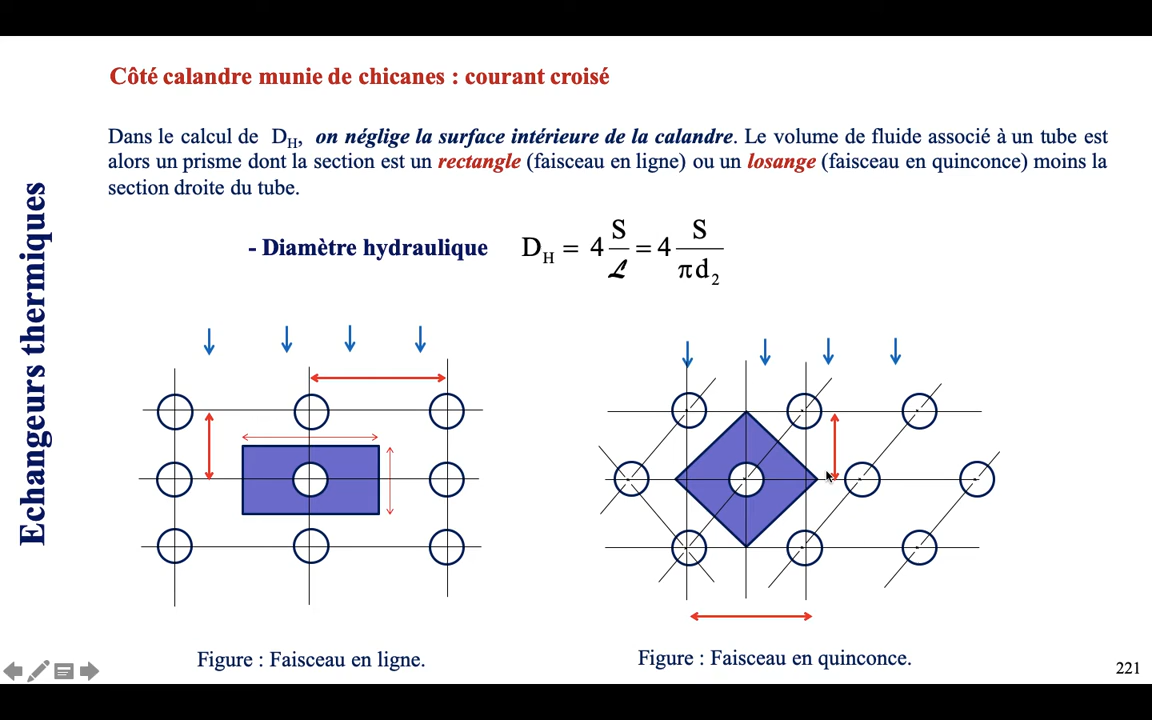 Côté calandre munie de chicanes : courant croisé
Dans le calcul de D_H, on néglige la surface intérieure de la calandre. Le volume de fluide associé à un tube est
alors un prisme dont la section est un rectangle (faisceau en ligne) ou un losange (faisceau en quinconce) moins la
section droite du tube.
- Diamètre hydraulique D_H = 4 S/ℒ = 4 S/πd_2
Echangeurs thermiques
Figure : Faisceau en ligne.
Figure : Faisceau en quinconce.
221